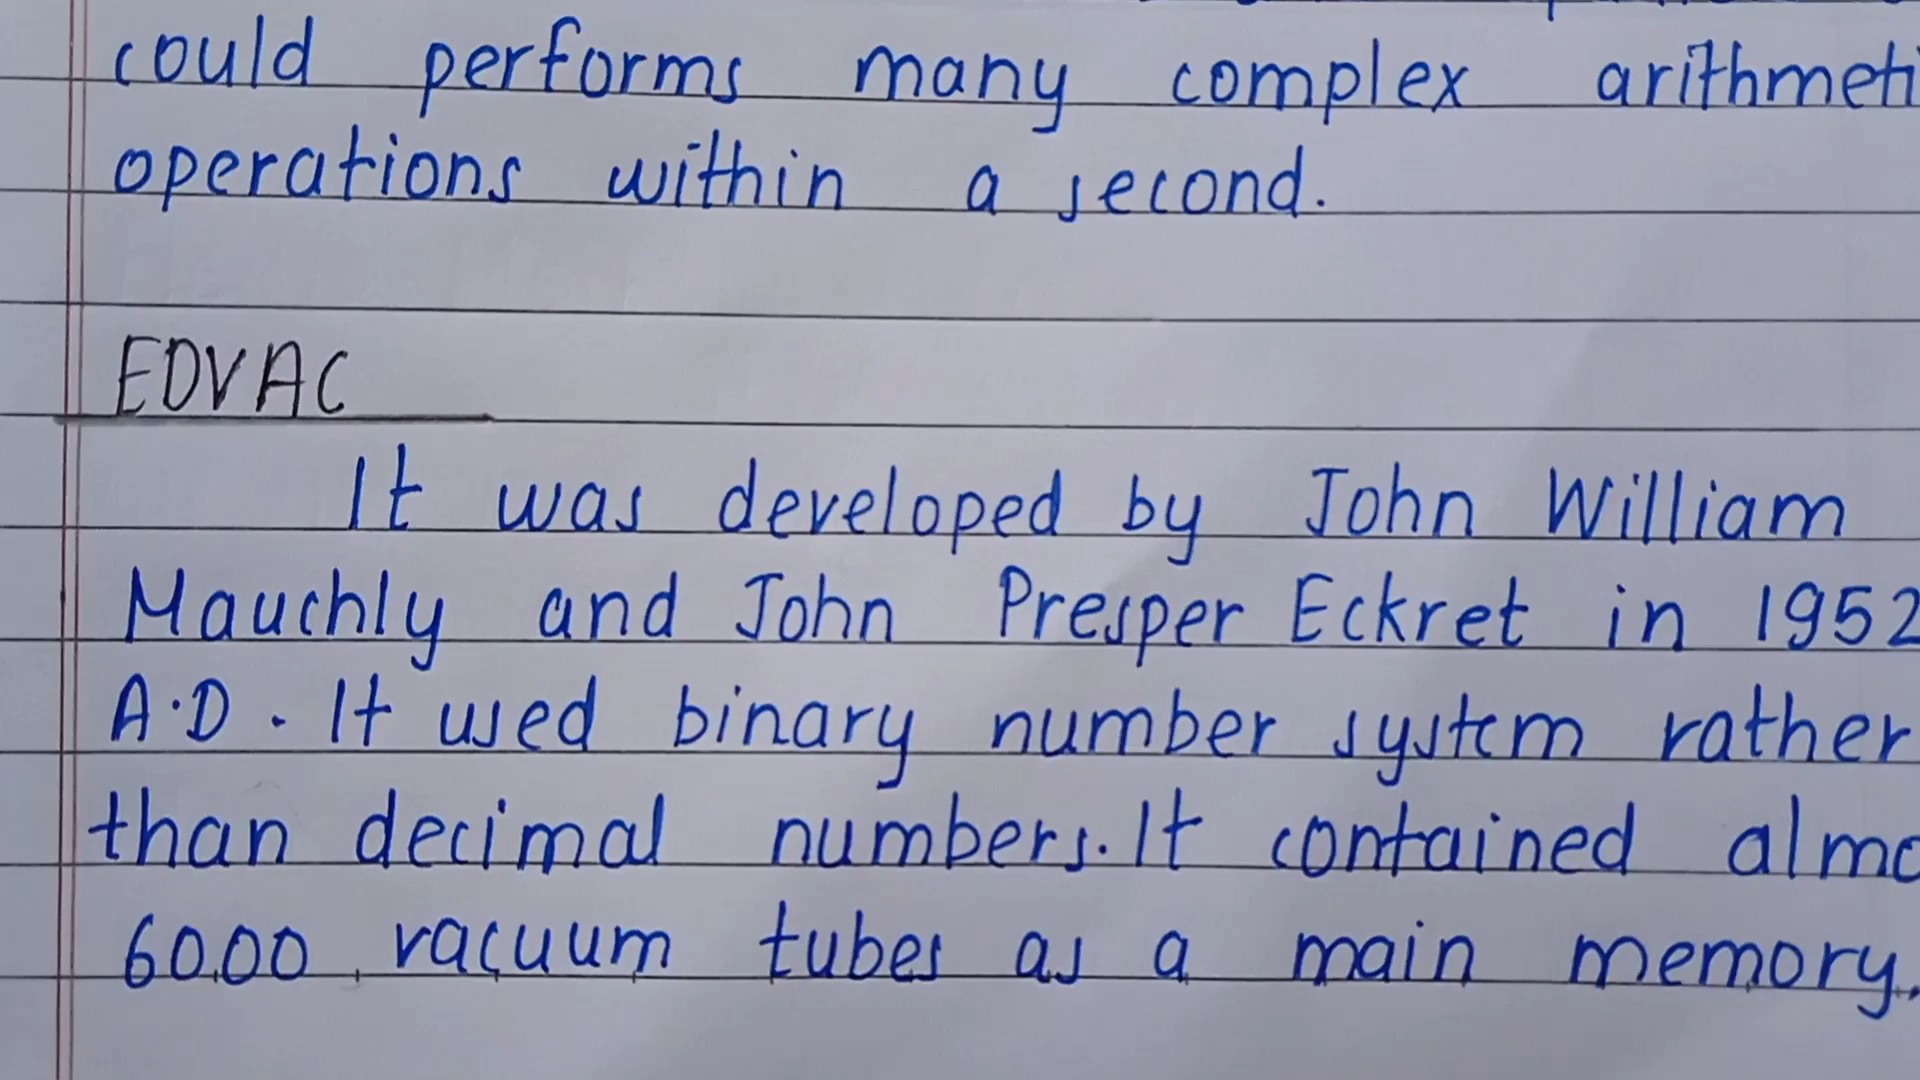 could performs many complex arithmeti
operations within a second.
EDVAC
It was developed by John William
Mauchly and John Presper Eckret in 1952
A.D. It used binary number system rather
than decimal numbers. It contained almo
6000 vacuum tubes as a main memory.